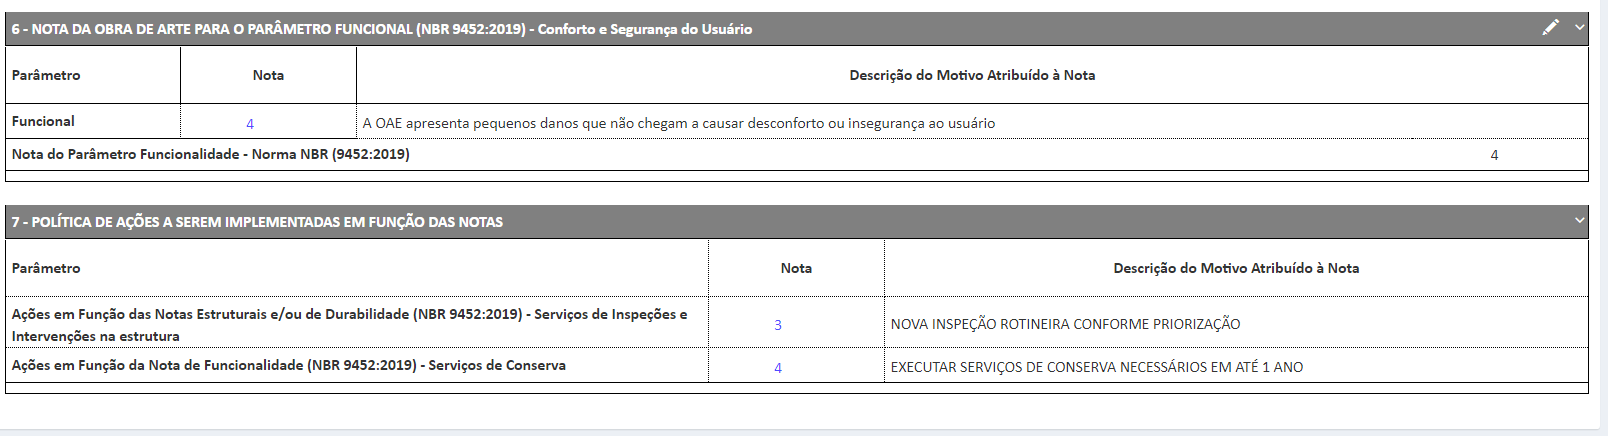 6 - NOTA DA OBRA DE ARTE PARA O PARÂMETRO FUNCIONAL (NBR 9452:2019) - Conforto e Segurança do Usuário
Parâmetro Nota Descrição do Motivo Atribuído à Nota
Funcional 4 A OAE apresenta pequenos danos que não chegam a causar desconforto ou insegurança ao usuário
Nota do Parâmetro Funcionalidade - Norma NBR (9452:2019) 4
7 - POLÍTICA DE AÇÕES A SEREM IMPLEMENTADAS EM FUNÇÃO DAS NOTAS
Parâmetro Nota Descrição do Motivo Atribuído à Nota
Ações em Função das Notas Estruturais e/ou de Durabilidade (NBR 9452:2019) - Serviços de Inspeções e
Intervenções na estrutura 3 NOVA INSPEÇÃO ROTINEIRA CONFORME PRIORIZAÇÃO
Ações em Função da Nota de Funcionalidade (NBR 9452:2019) - Serviços de Conserva 4 EXECUTAR SERVIÇOS DE CONSERVA NECESSÁRIOS EM ATÉ 1 ANO